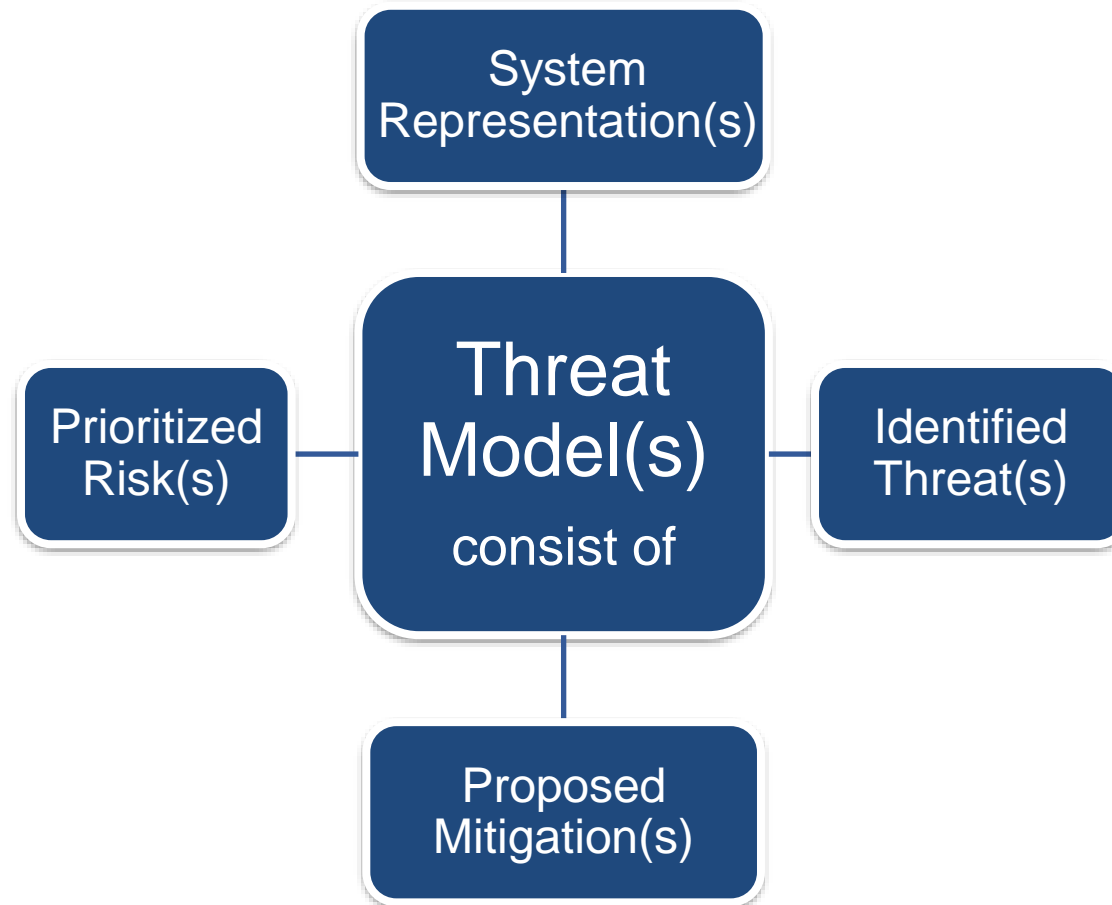 System
Representation(s)
Prioritized
Risk(s)
Threat
Model(s)
consist of
Identified
Threat(s)
Proposed
Mitigation(s)